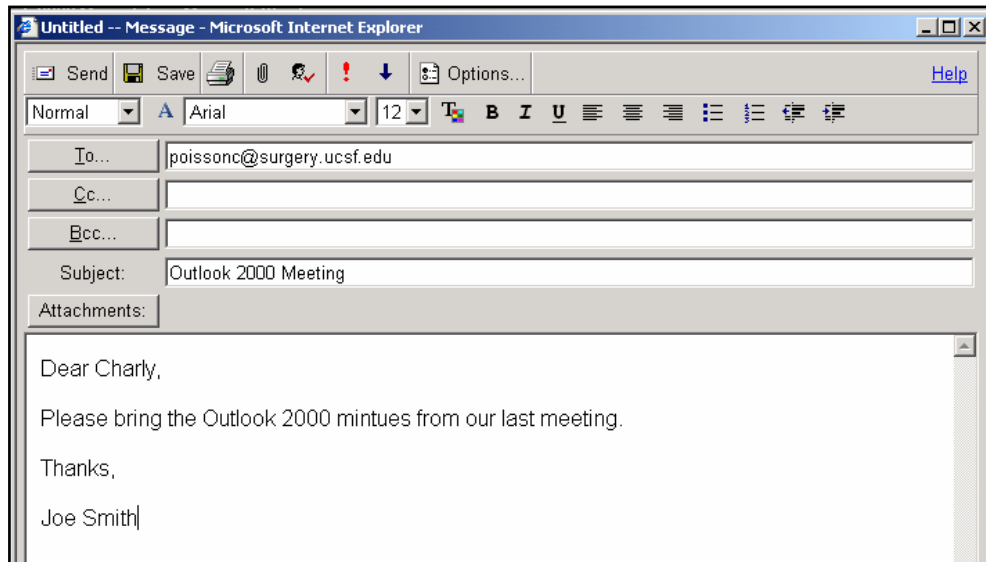 Untitled -- Message - Microsoft Internet Explorer
Send Save Options... Help
Normal A Arial 12 T B I U
To... poissonc@surgery.ucsf.edu
Cc...
Bcc...
Subject: Outlook 2000 Meeting
Attachments:
Dear Charly,
Please bring the Outlook 2000 mintues from our last meeting.
Thanks,
Joe Smith